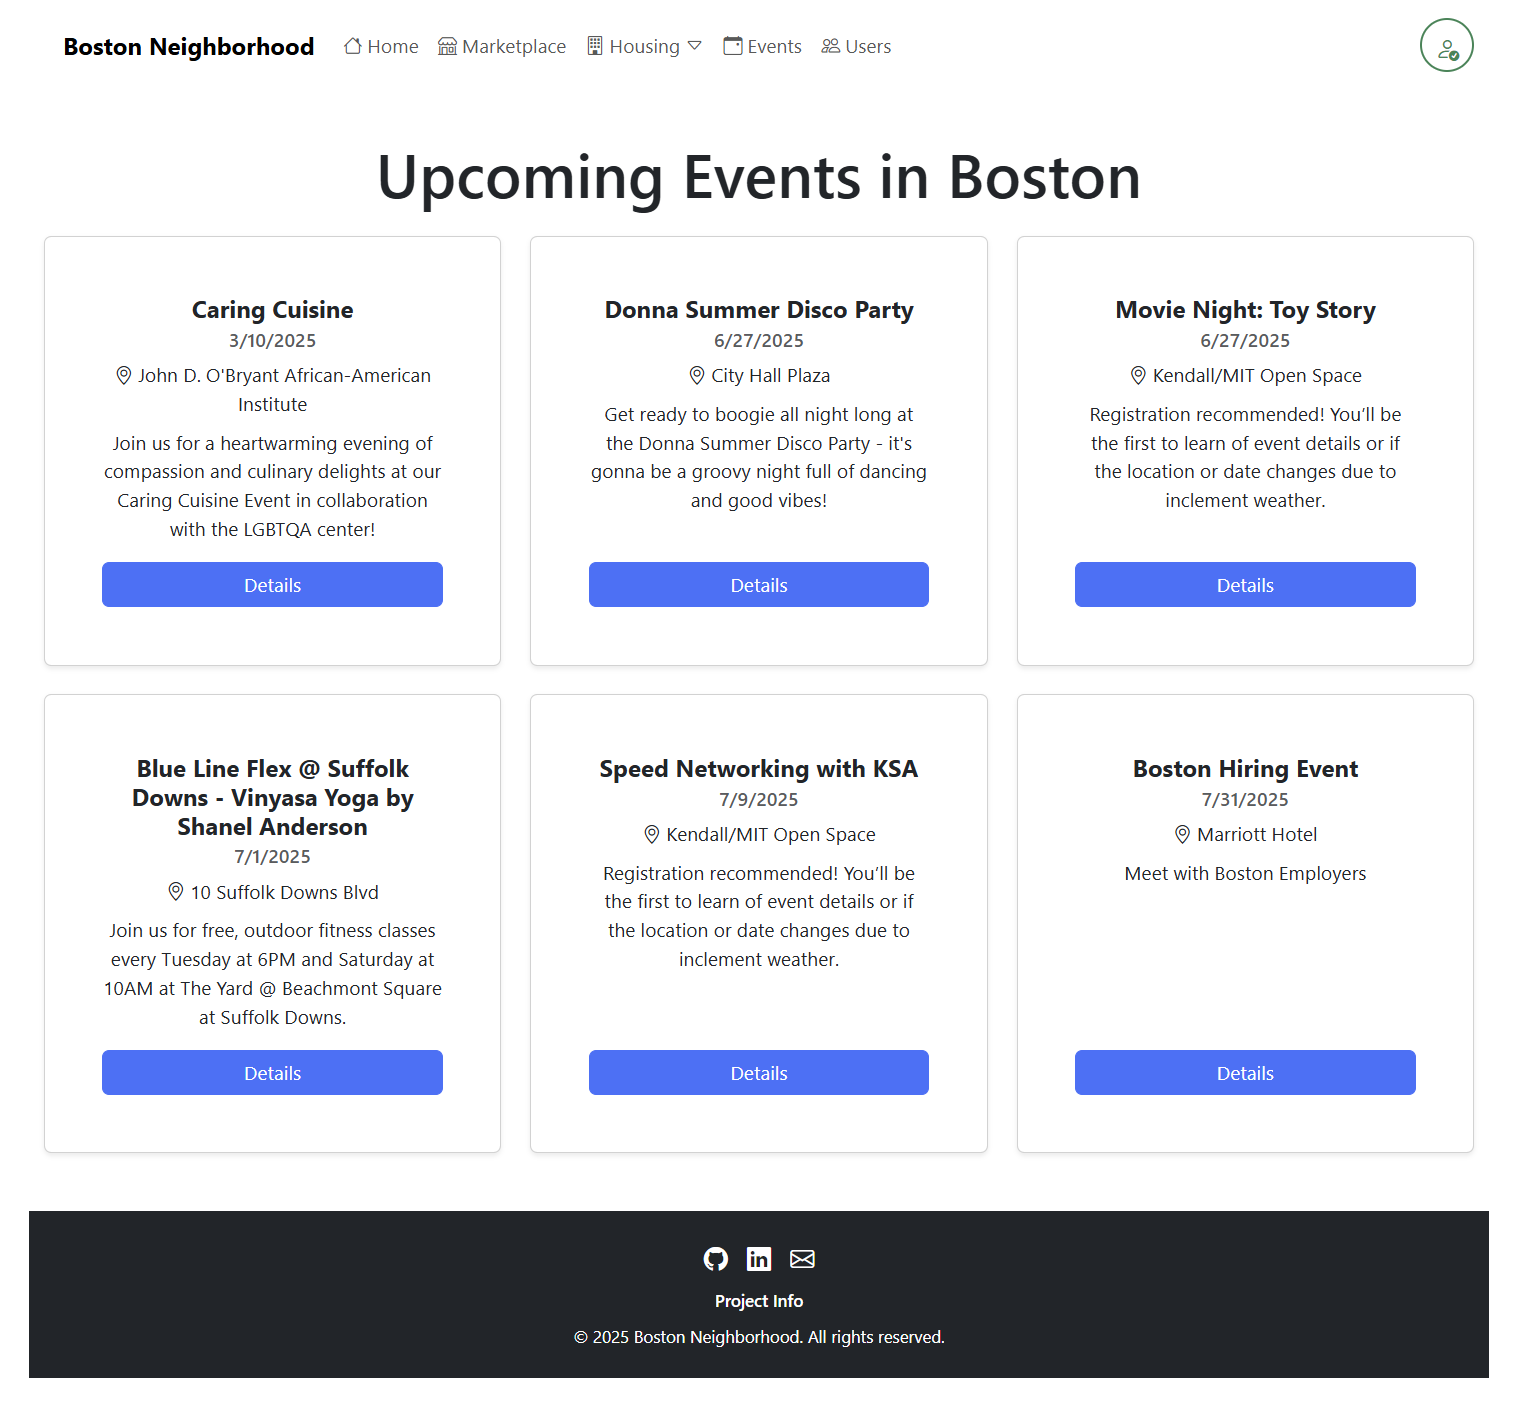 Boston Neighborhood Home Marketplace Housing Events Users
Upcoming Events in Boston
Caring Cuisine
3/10/2025
John D. O'Bryant African-American
Institute
Join us for a heartwarming evening of
compassion and culinary delights at our
Caring Cuisine Event in collaboration
with the LGBTQA center!
Details
Donna Summer Disco Party
6/27/2025
City Hall Plaza
Get ready to boogie all night long at
the Donna Summer Disco Party - it's
gonna be a groovy night full of dancing
and good vibes!
Details
Movie Night: Toy Story
6/27/2025
Kendall/MIT Open Space
Registration recommended! You’ll be
the first to learn of event details or if
the location or date changes due to
inclement weather.
Details
Blue Line Flex @ Suffolk
Downs - Vinyasa Yoga by
Shanel Anderson
7/1/2025
10 Suffolk Downs Blvd
Join us for free, outdoor fitness classes
every Tuesday at 6PM and Saturday at
10AM at The Yard @ Beachmont Square
at Suffolk Downs.
Details
Speed Networking with KSA
7/9/2025
Kendall/MIT Open Space
Registration recommended! You’ll be
the first to learn of event details or if
the location or date changes due to
inclement weather.
Details
Boston Hiring Event
7/31/2025
Marriott Hotel
Meet with Boston Employers
Details
Project Info
© 2025 Boston Neighborhood. All rights reserved.